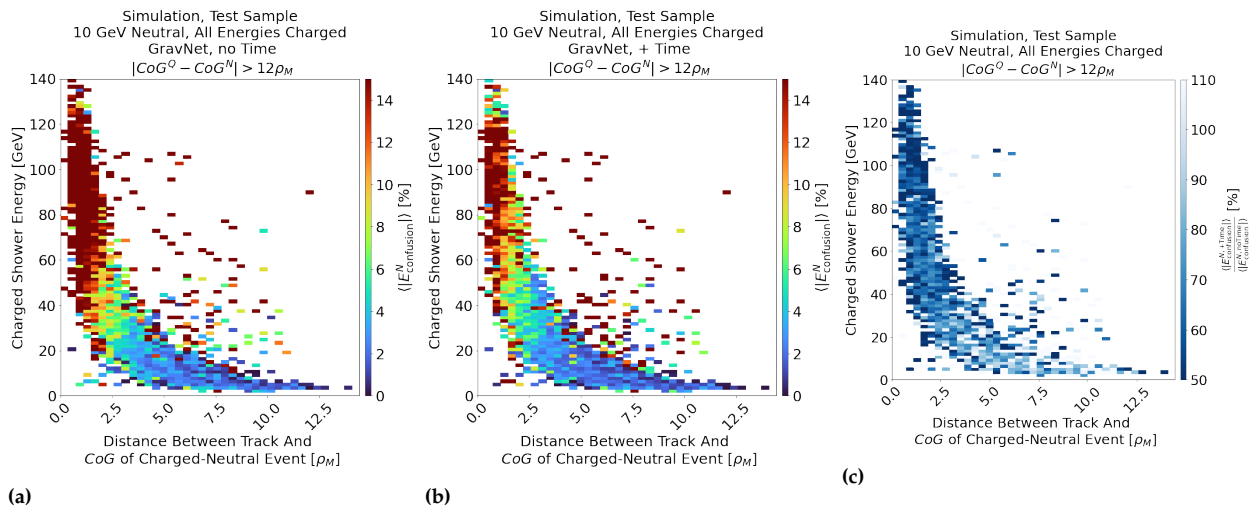 Simulation, Test Sample
10 GeV Neutral, All Energies Charged
GravNet, no Time
|CoG^Q − CoG^N| > 12ρ_M
140
120
100
80
60
40
20
0
Charged Shower Energy [GeV]
0.0
2.5
5.0
7.5
10.0
12.5
Distance Between Track And
CoG of Charged-Neutral Event [ρ_M]
14
12
10
8
6
4
2
0
⟨|E^N_confusion|⟩ [%]
(a)
Simulation, Test Sample
10 GeV Neutral, All Energies Charged
GravNet, + Time
|CoG^Q − CoG^N| > 12ρ_M
140
120
100
80
60
40
20
0
Charged Shower Energy [GeV]
0.0
2.5
5.0
7.5
10.0
12.5
Distance Between Track And
CoG of Charged-Neutral Event [ρ_M]
14
12
10
8
6
4
2
0
⟨|E^N_confusion|⟩ [%]
(b)
Simulation, Test Sample
10 GeV Neutral, All Energies Charged
|CoG^Q − CoG^N| > 12ρ_M
140
120
100
80
60
40
20
0
Charged Shower Energy [GeV]
0.0
2.5
5.0
7.5
10.0
12.5
Distance Between Track And
CoG of Charged-Neutral Event [ρ_M]
110
100
90
80
70
60
50
⟨|E^N,+Time_confusion|⟩ / ⟨|E^N,noTime_confusion|⟩ [%]
(c)